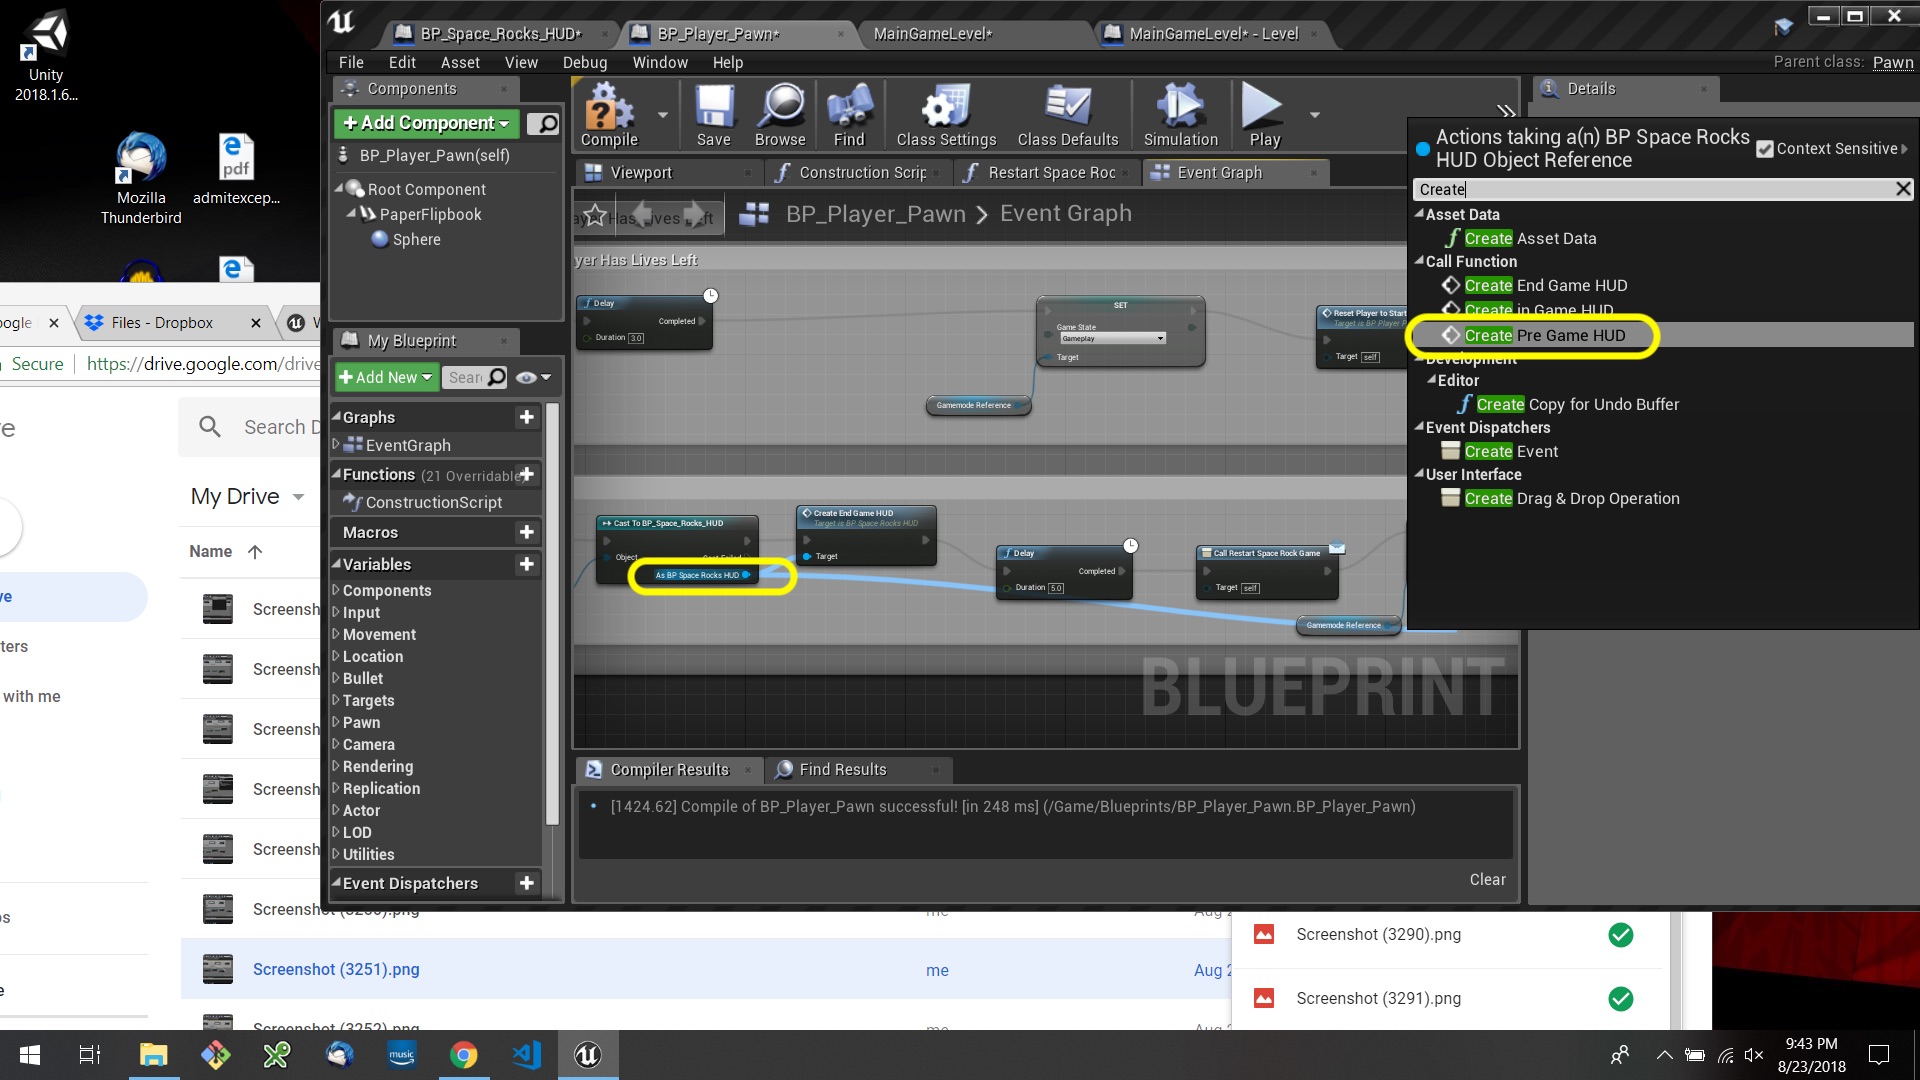 Unity
2018.1.6...
Mozilla
Thunderbird
pdf
admitexcep...
BP_Space_Rocks_HUD*
BP_Player_Pawn*
MainGameLevel*
MainGameLevel* - Level
File
Edit
Asset
View
Debug
Window
Help
Parent class:
Pawn
Components
+ Add Component
BP_Player_Pawn(self)
Root Component
PaperFlipbook
Sphere
Compile
Save
Browse
Find
Class Settings
Class Defaults
Simulation
Play
Details
Viewport
Construction Scrip
Restart Space Roc
Event Graph
BP_Player_Pawn > Event Graph
ayer Has Lives Left
yer Has Lives Left
Delay
Completed
Duration 3.0
SET
Game State
Gameplay
Target
Gamemode Reference
Reset Player to Start
Target is BP Player P
Target self
Actions taking a(n) BP Space Rocks
HUD Object Reference
Context Sensitive
Create
Asset Data
Create Asset Data
Call Function
Create End Game HUD
Create in Game HUD
Create Pre Game HUD
Development
Editor
Create Copy for Undo Buffer
Event Dispatchers
Create Event
User Interface
Create Drag & Drop Operation
Cast To BP_Space_Rocks_HUD
Object
Cast Failed
As BP Space Rocks HUD
Create End Game HUD
Target is BP Space Rocks HUD
Target
Delay
Completed
Duration 5.0
Call Restart Space Rock Game
Target self
Gamemode Reference
BLUEPRINT
My Blueprint
+ Add New
Sear
Graphs
EventGraph
Functions (21 Overridable
ConstructionScript
Macros
Variables
Components
Input
Movement
Location
Bullet
Targets
Pawn
Camera
Rendering
Replication
Actor
LOD
Utilities
Event Dispatchers
Compiler Results
Find Results
[1424.62] Compile of BP_Player_Pawn successful! [in 248 ms] (/Game/Blueprints/BP_Player_Pawn.BP_Player_Pawn)
Clear
oogle
Files - Dropbox
Secure
https://drive.google.com/drive
Search D
My Drive
Name
ve
ters
with me
Screensh
Screensh
Screensh
Screensh
Screensh
me
Aug 2
Screenshot (3251).png
me
Aug 2
Screenshot (3252).png
me
Screenshot (3290).png
Screenshot (3291).png
music
9:43 PM
8/23/2018